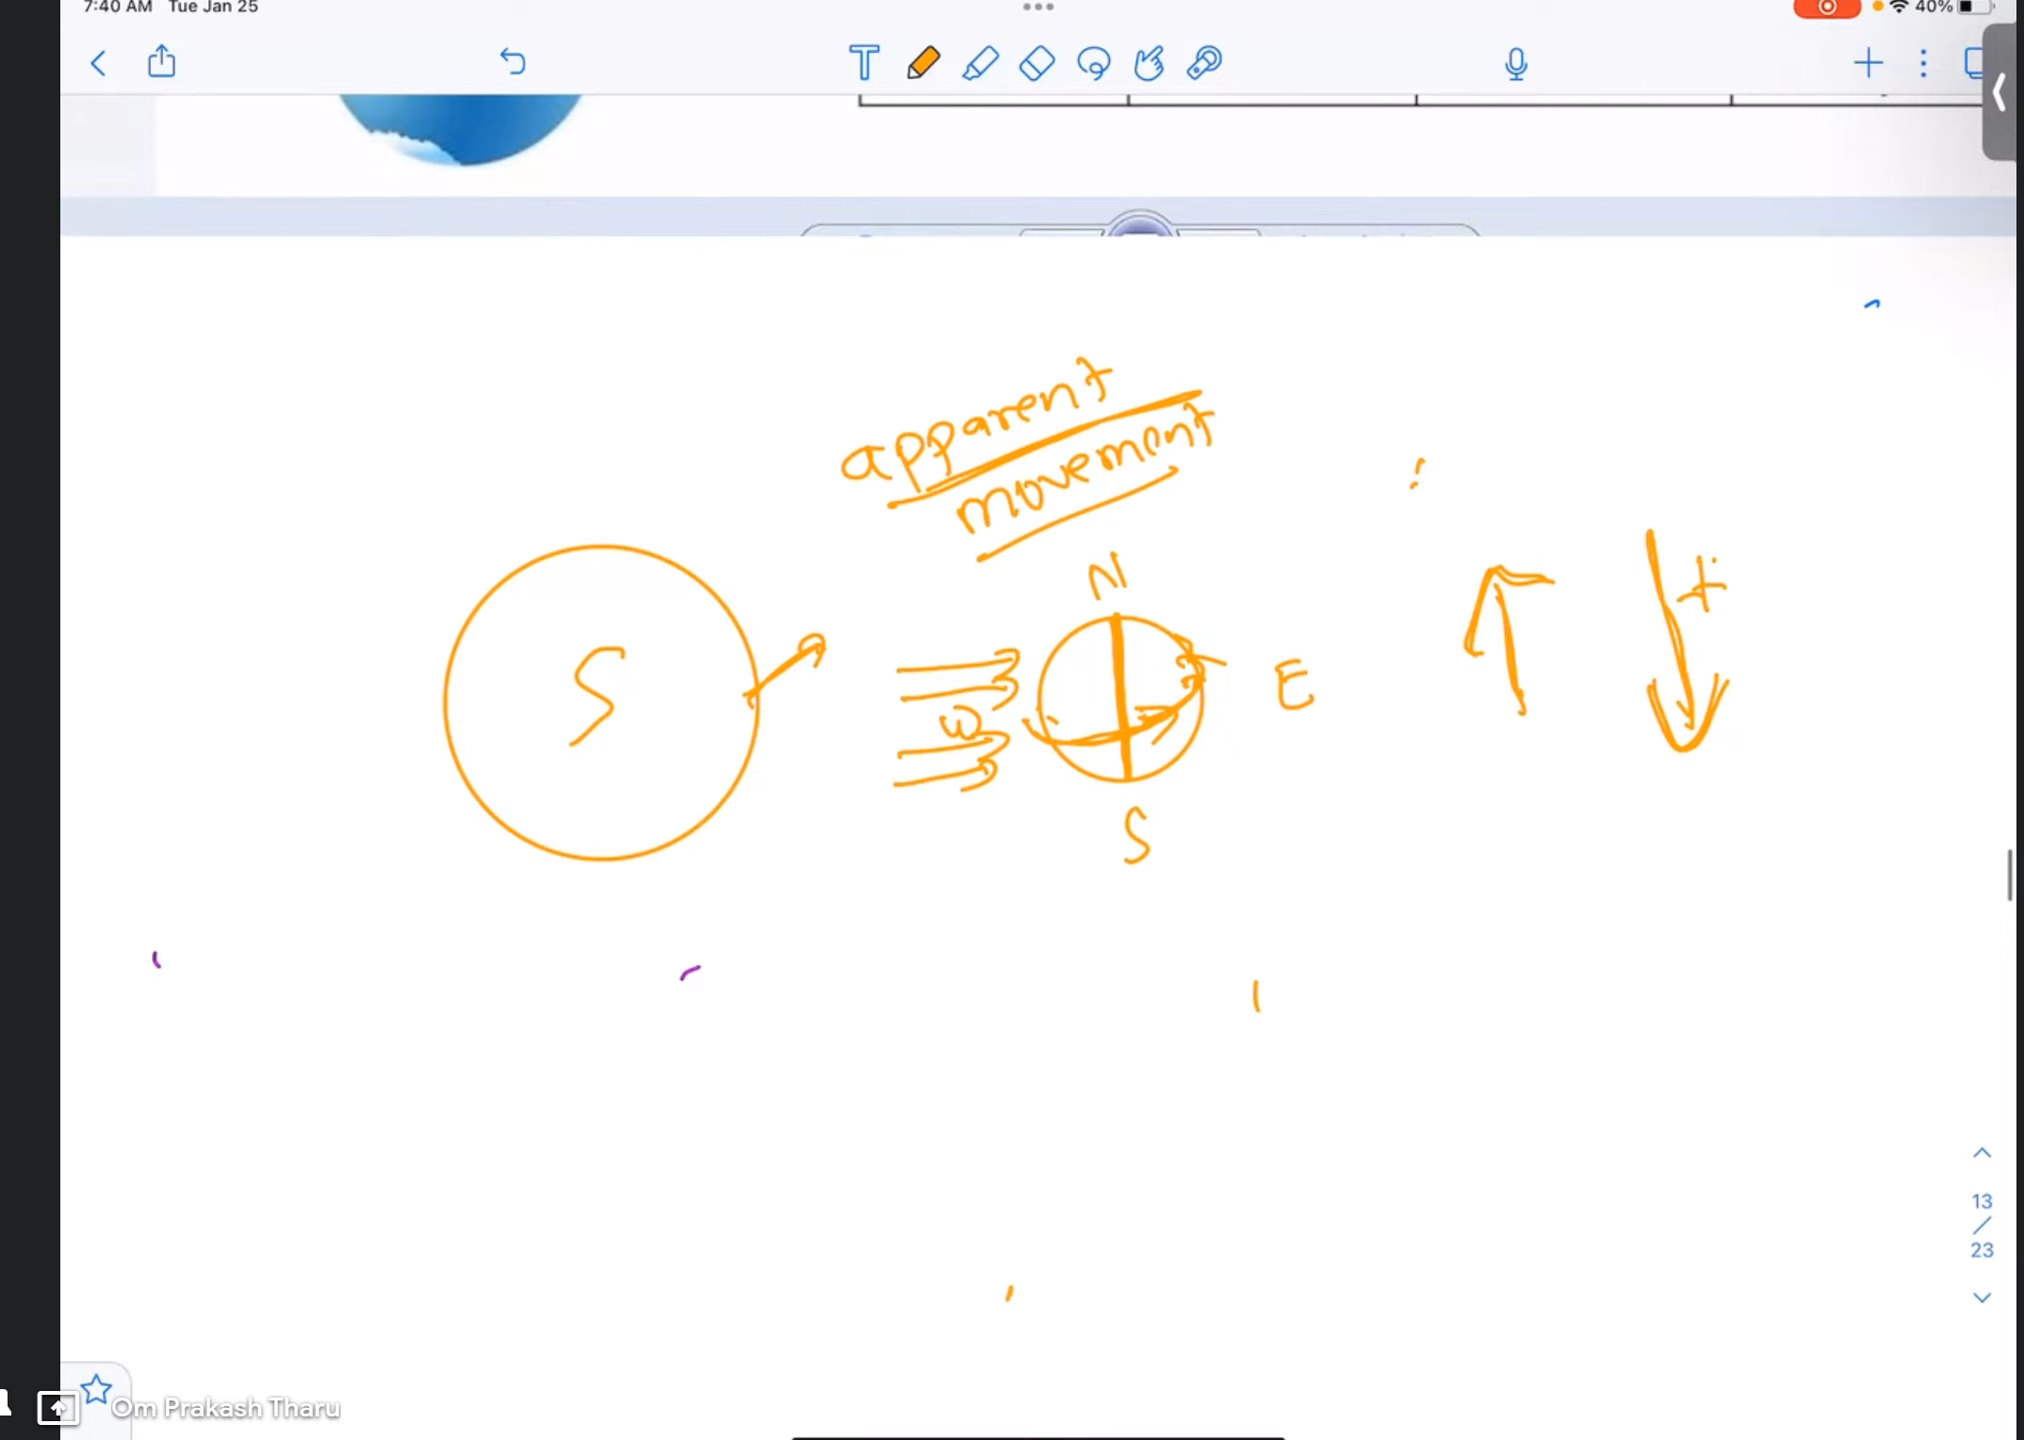 7:40 AM Tue Jan 25
40%
T
apparent
movement
N
S
W
E
S
13
/
23
Om Prakash Tharu